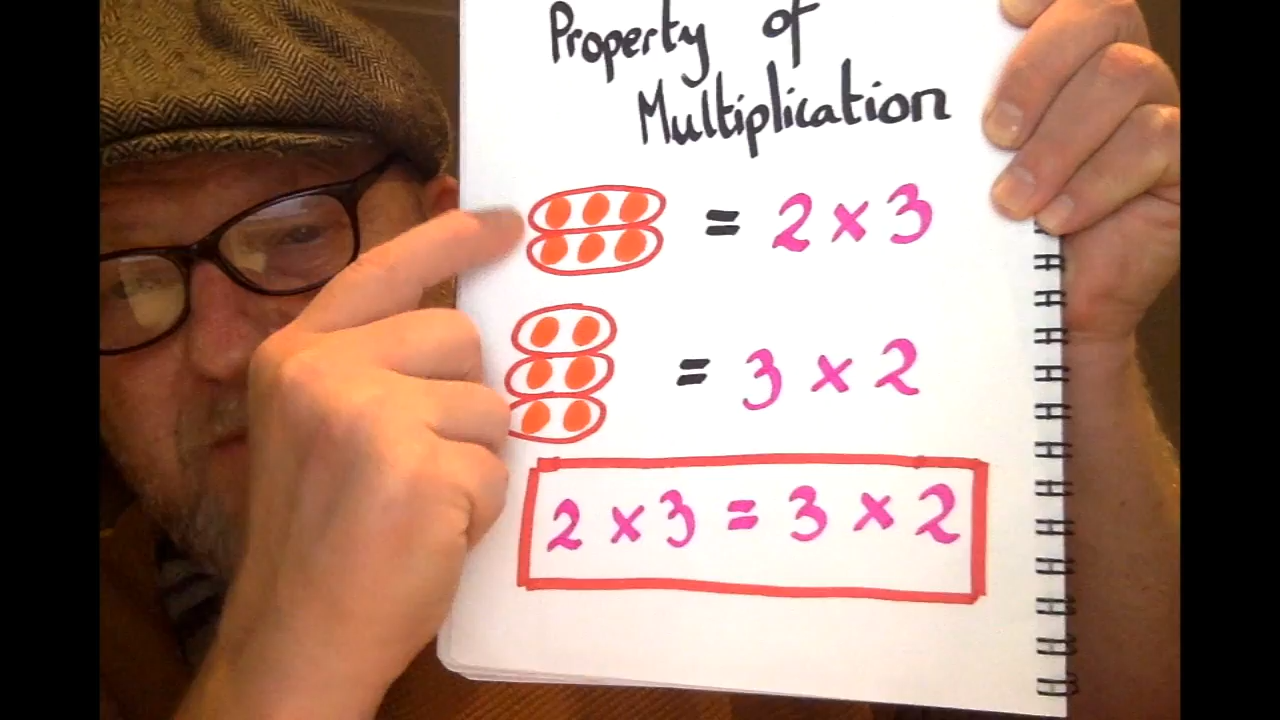 Property of
Multiplication
= 2 × 3
= 3 × 2
2 × 3 = 3 × 2